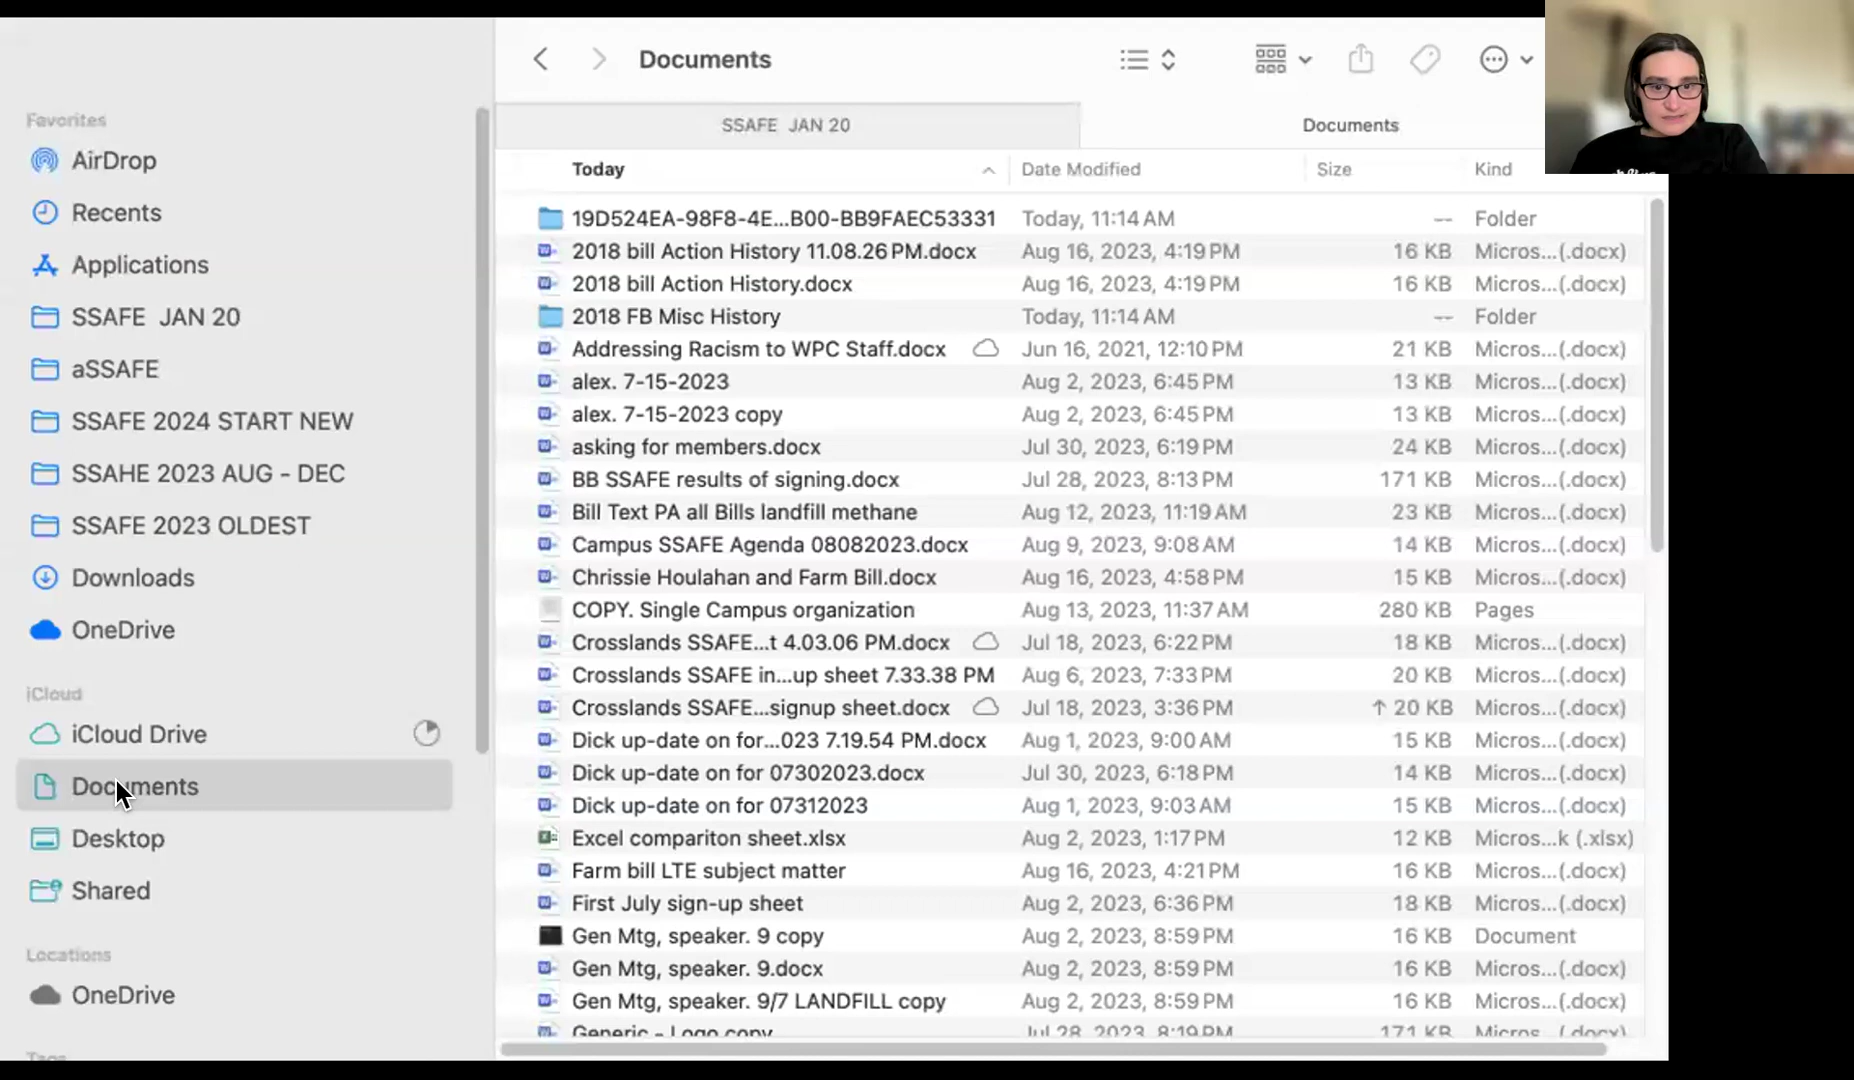 Documents
SSAFE  JAN 20
Documents
Favorites
AirDrop
Recents
Applications
SSAFE  JAN 20
aSSAFE
SSAFE 2024 START NEW
SSAHE 2023 AUG - DEC
SSAFE 2023 OLDEST
Downloads
OneDrive
iCloud
iCloud Drive
Documents
Desktop
Shared
Locations
OneDrive
Tags
Today Date Modified Size Kind
19D524EA-98F8-4E...B00-BB9FAEC53331 Today, 11:14 AM -- Folder
2018 bill Action History 11.08.26 PM.docx Aug 16, 2023, 4:19 PM 16 KB Micros...(.docx)
2018 bill Action History.docx Aug 16, 2023, 4:19 PM 16 KB Micros...(.docx)
2018 FB Misc History Today, 11:14 AM -- Folder
Addressing Racism to WPC Staff.docx Jun 16, 2021, 12:10 PM 21 KB Micros...(.docx)
alex. 7-15-2023 Aug 2, 2023, 6:45 PM 13 KB Micros...(.docx)
alex. 7-15-2023 copy Aug 2, 2023, 6:45 PM 13 KB Micros...(.docx)
asking for members.docx Jul 30, 2023, 6:19 PM 24 KB Micros...(.docx)
BB SSAFE results of signing.docx Jul 28, 2023, 8:13 PM 171 KB Micros...(.docx)
Bill Text PA all Bills landfill methane Aug 12, 2023, 11:19 AM 23 KB Micros...(.docx)
Campus SSAFE Agenda 08082023.docx Aug 9, 2023, 9:08 AM 14 KB Micros...(.docx)
Chrissie Houlahan and Farm Bill.docx Aug 16, 2023, 4:58 PM 15 KB Micros...(.docx)
COPY. Single Campus organization Aug 13, 2023, 11:37 AM 280 KB Pages
Crosslands SSAFE...t 4.03.06 PM.docx Jul 18, 2023, 6:22 PM 18 KB Micros...(.docx)
Crosslands SSAFE in...up sheet 7.33.38 PM Aug 6, 2023, 7:33 PM 20 KB Micros...(.docx)
Crosslands SSAFE...signup sheet.docx Jul 18, 2023, 3:36 PM ↑ 20 KB Micros...(.docx)
Dick up-date on for...023 7.19.54 PM.docx Aug 1, 2023, 9:00 AM 15 KB Micros...(.docx)
Dick up-date on for 07302023.docx Jul 30, 2023, 6:18 PM 14 KB Micros...(.docx)
Dick up-date on for 07312023 Aug 1, 2023, 9:03 AM 15 KB Micros...(.docx)
Excel compariton sheet.xlsx Aug 2, 2023, 1:17 PM 12 KB Micros...k (.xlsx)
Farm bill LTE subject matter Aug 16, 2023, 4:21 PM 16 KB Micros...(.docx)
First July sign-up sheet Aug 2, 2023, 6:36 PM 18 KB Micros...(.docx)
Gen Mtg, speaker. 9 copy Aug 2, 2023, 8:59 PM 16 KB Document
Gen Mtg, speaker. 9.docx Aug 2, 2023, 8:59 PM 16 KB Micros...(.docx)
Gen Mtg, speaker. 9/7 LANDFILL copy Aug 2, 2023, 8:59 PM 16 KB Micros...(.docx)
Generic - Logo copy Jul 28, 2023, 8:19 PM 171 KB Micros...(.docx)